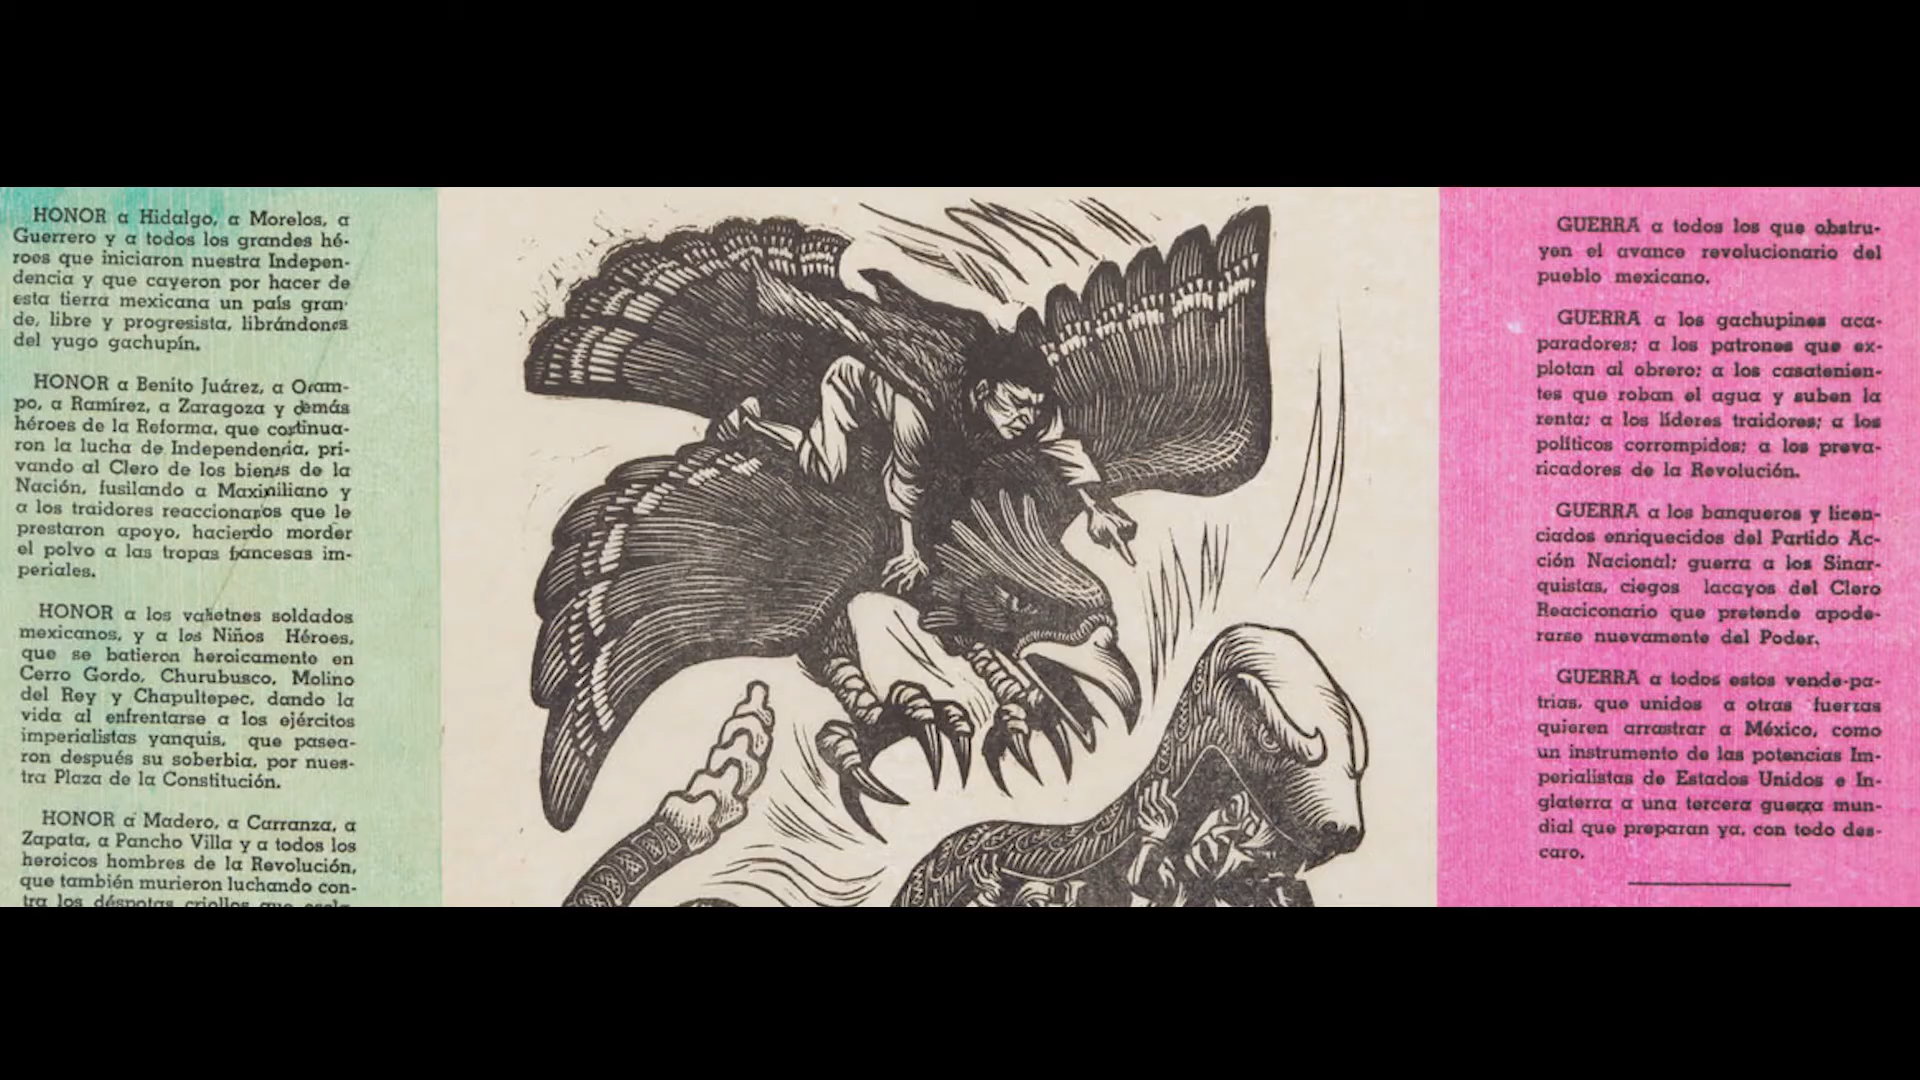 HONOR a Hidalgo, a Morelos, a
Guerrero y a todos los grandes hé-
roes que iniciaron nuestra Indepen-
dencia y que cayeron por hacer de
esta tierra mexicana un país gran-
de, libre y progresista, librándonos
del yugo gachupín.
HONOR a Benito Juárez, a Ocam-
po, a Ramírez, a Zaragoza y demás
héroes de la Reforma, que continua-
ron la lucha de Independencia, pri-
vando al Clero de los bienes de la
Nación, fusilando a Maximiliano y
a los traidores reaccionarios que le
prestaron apoyo, haciendo morder
el polvo a las tropas francesas im-
periales.
HONOR a los valietnes soldados
mexicanos, y a los Niños Héroes,
que se batieron heroicamente en
Cerro Gordo, Churubusco, Molino
del Rey y Chapultepec, dando la
vida al enfrentarse a los ejércitos
imperialistas yanquis, que pasea-
ron después su soberbia, por nues-
tra Plaza de la Constitución.
HONOR a Madero, a Carranza, a
Zapata, a Pancho Villa y a todos los
heroicos hombres de la Revolución,
que también murieron luchando con-
tra los déspotas criollos que
GUERRA a todos los que obstru-
yen el avance revolucionario del
pueblo mexicano.
GUERRA a los gachupines aca-
paradores; a los patrones que ex-
plotan al obrero; a los casatenien-
tes que roban el agua y suben la
renta; a los líderes traidores; a los
políticos corrompidos; a los preva-
ricadores de la Revolución.
GUERRA a los banqueros y licen-
ciados enriquecidos del Partido Ac-
ción Nacional; guerra a los Sinar-
quistas, ciegos lacayos del Clero
Reaciconario que pretende apode-
rarse nuevamente del Poder.
GUERRA a todos estos vende-pa-
trias, que unidos a otras fuerzas
quieren arrastrar a México, como
un instrumento de las potencias Im-
perialistas de Estados Unidos e In-
glaterra a una tercera guerra mun-
dial que preparan ya, con todo des-
caro.